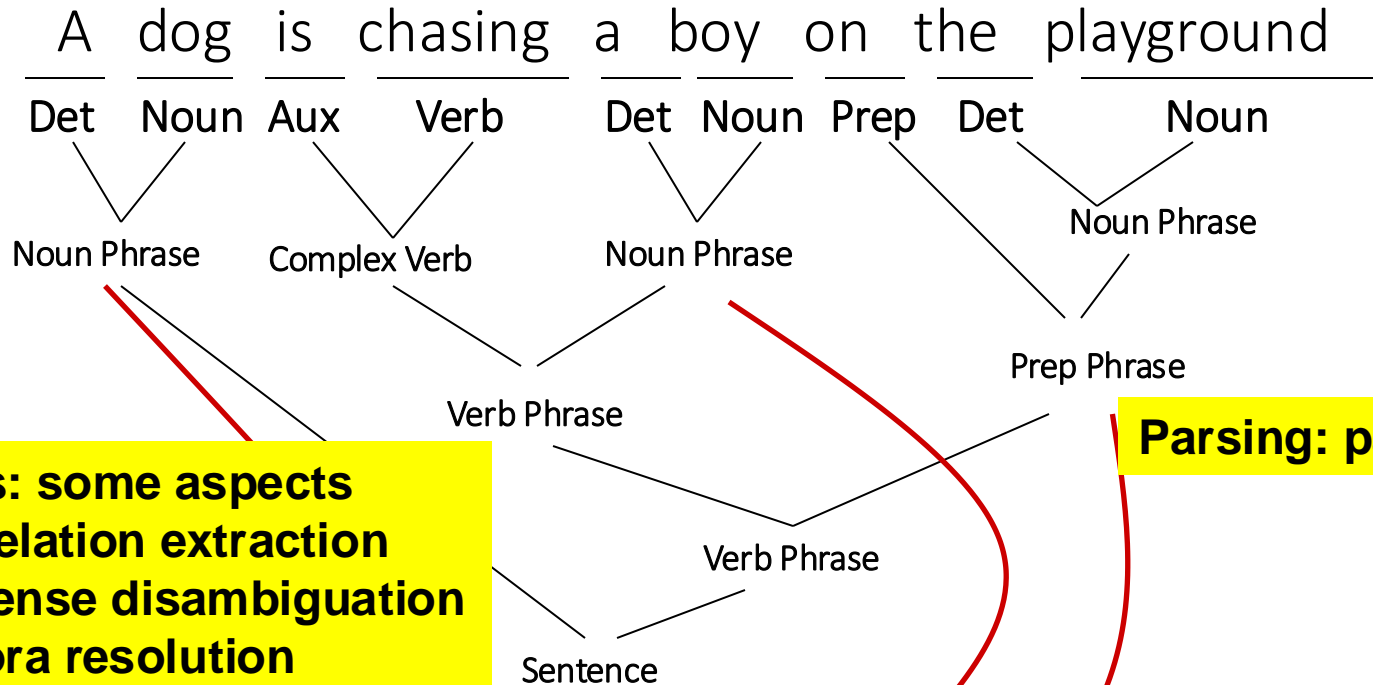 A dog is chasing a boy on the playground
Det Noun Aux Verb Det Noun Prep Det Noun
Noun Phrase
Noun Phrase Complex Verb Noun Phrase
Prep Phrase
Verb Phrase
Parsing: p
s: some aspects
elation extraction
ense disambiguation
ora resolution
Verb Phrase
Sentence